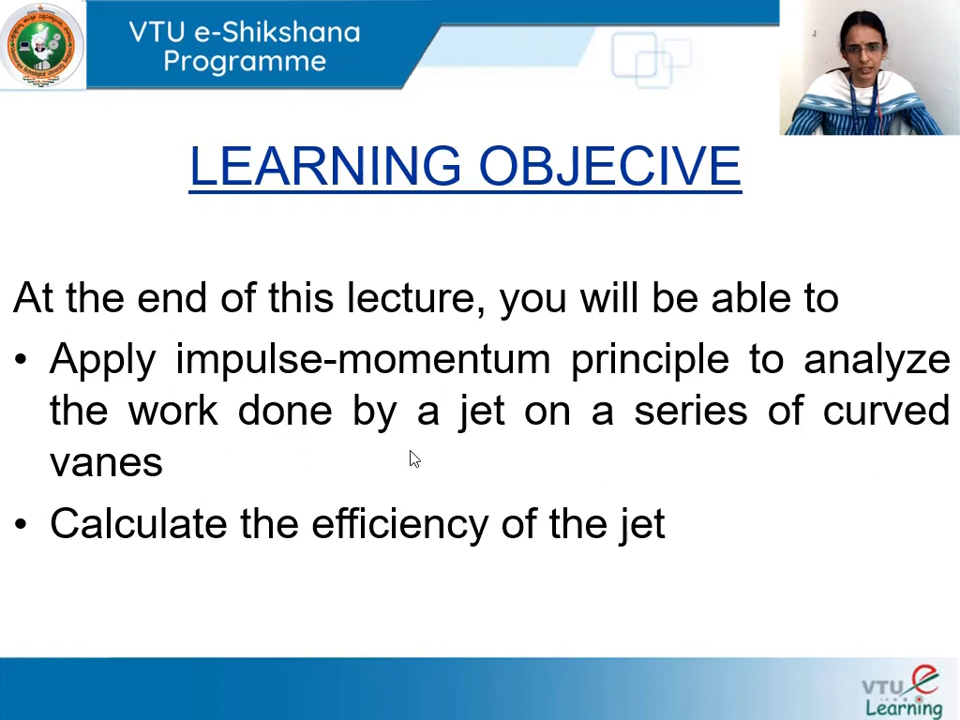 VTU e-Shikshana
Programme
LEARNING OBJECIVE
At the end of this lecture, you will be able to
• Apply impulse-momentum principle to analyze
the work done by a jet on a series of curved
vanes
• Calculate the efficiency of the jet
VTU e
Learning